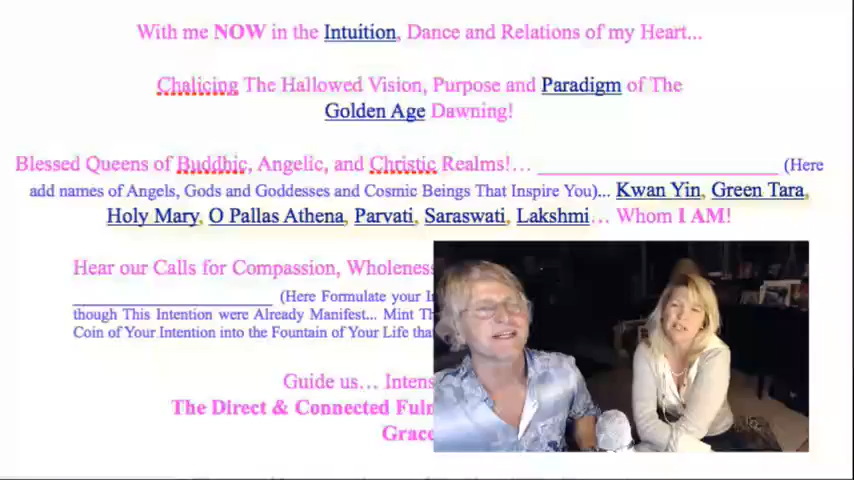 With me NOW in the Intuition, Dance and Relations of my Heart...
Chalicing The Hallowed Vision, Purpose and Paradigm of The
Golden Age Dawning!
Blessed Queens of Buddhic, Angelic, and Christic Realms!… ________________________ (Here
add names of Angels, Gods and Goddesses and Cosmic Beings That Inspire You)... Kwan Yin, Green Tara,
Holy Mary, O Pallas Athena, Parvati, Saraswati, Lakshmi… Whom I AM!
Hear our Calls for Compassion, Wholeness
______________________ (Here Formulate your
though This Intention were Already Manifest... Mint
Coin of Your Intention into the Fountain of Your Life
Guide us… Intens
The Direct & Connected
Grace